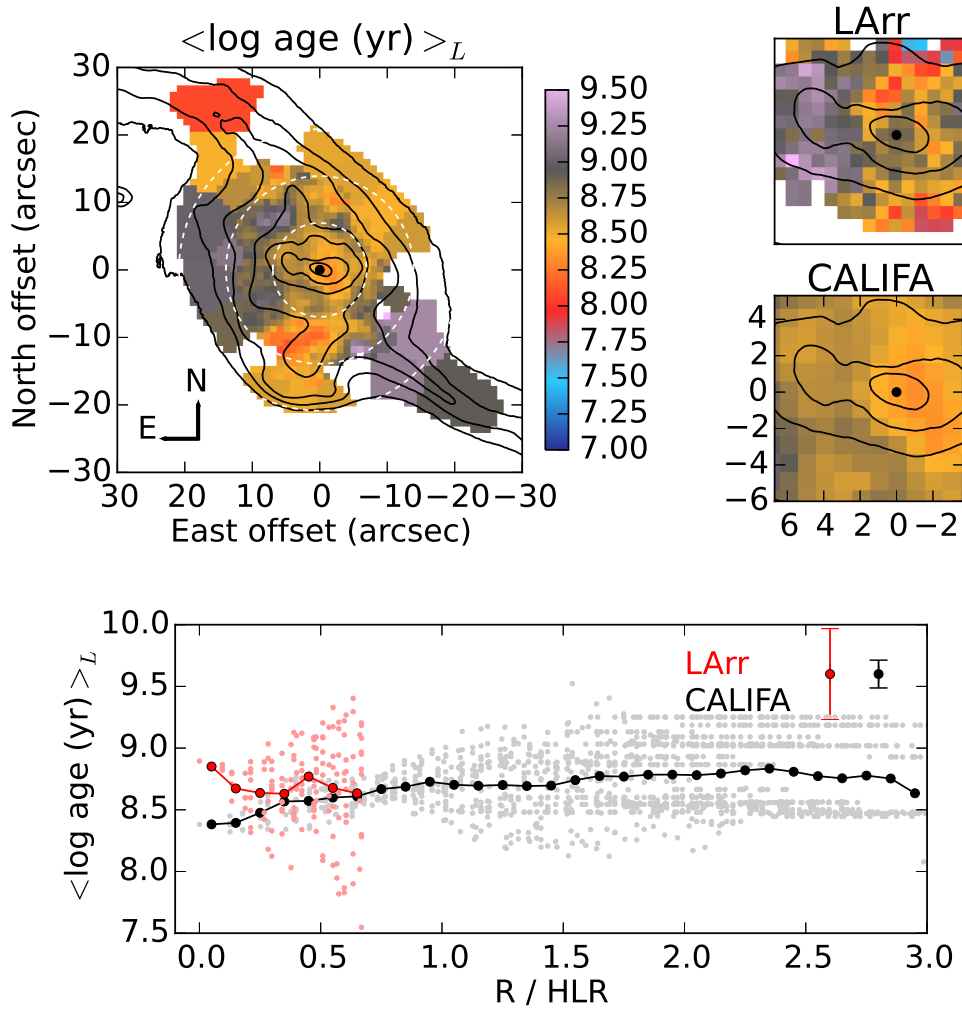 <log age (yr) >L
30
20
10
0
−10
−20
−30
30 20 10 0 −10 −20 −30
North offset (arcsec)
East offset (arcsec)
N
E
9.50
9.25
9.00
8.75
8.50
8.25
8.00
7.75
7.50
7.25
7.00
LArr
CALIFA
4
2
0
−2
−4
−6
6 4 2 0 −2
<log age (yr) >L
10.0
9.5
9.0
8.5
8.0
7.5
LArr
CALIFA
0.0 0.5 1.0 1.5 2.0 2.5 3.0
R / HLR